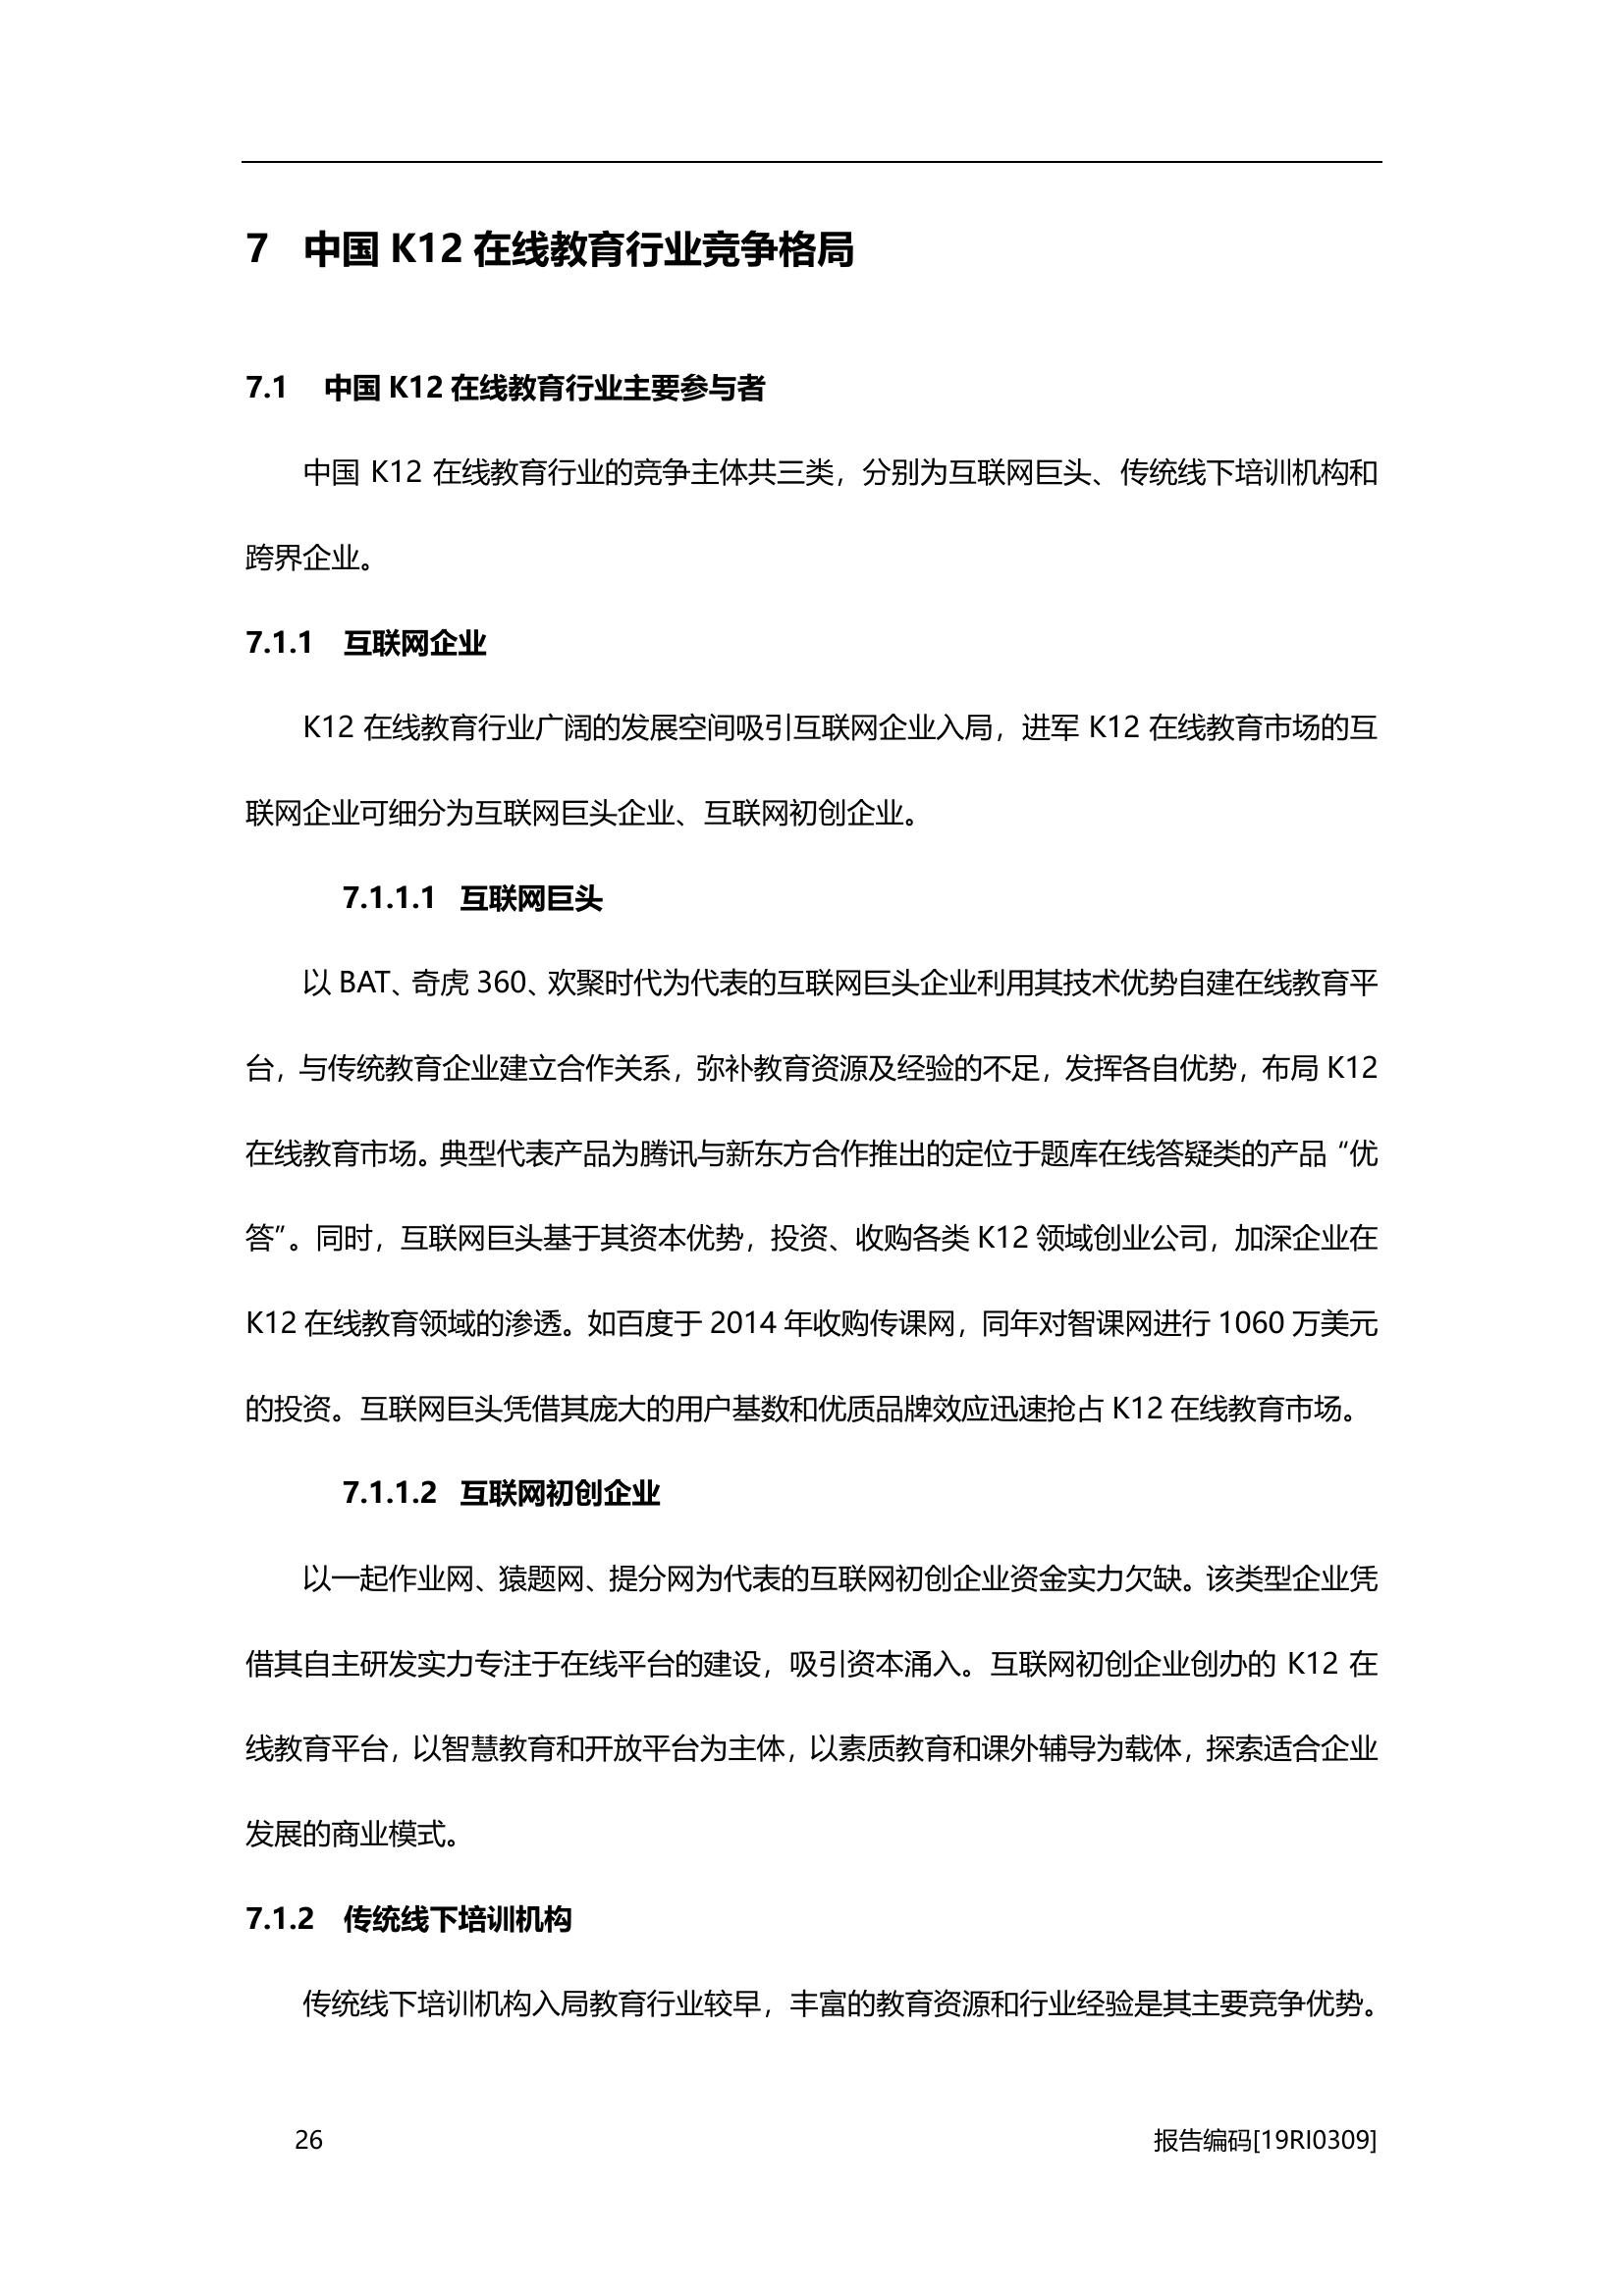 7 中国 K12 在线教育行业竞争格局
7.1 中国 K12 在线教育行业主要参与者
中国 K12 在线教育行业的竞争主体共三类，分别为互联网巨头、传统线下培训机构和
跨界企业。
7.1.1 互联网企业
K12 在线教育行业广阔的发展空间吸引互联网企业入局，进军 K12 在线教育市场的互
联网企业可细分为互联网巨头企业、互联网初创企业。
7.1.1.1 互联网巨头
以 BAT、奇虎 360、欢聚时代为代表的互联网巨头企业利用其技术优势自建在线教育平
台，与传统教育企业建立合作关系，弥补教育资源及经验的不足，发挥各自优势，布局 K12
在线教育市场。典型代表产品为腾讯与新东方合作推出的定位于题库在线答疑类的产品“优
答”。同时，互联网巨头基于其资本优势，投资、收购各类 K12 领域创业公司，加深企业在
K12 在线教育领域的渗透。如百度于 2014 年收购传课网，同年对智课网进行 1060 万美元
的投资。互联网巨头凭借其庞大的用户基数和优质品牌效应迅速抢占 K12 在线教育市场。
7.1.1.2 互联网初创企业
以一起作业网、猿题网、提分网为代表的互联网初创企业资金实力欠缺。该类型企业凭
借其自主研发实力专注于在线平台的建设，吸引资本涌入。互联网初创企业创办的 K12 在
线教育平台，以智慧教育和开放平台为主体，以素质教育和课外辅导为载体，探索适合企业
发展的商业模式。
7.1.2 传统线下培训机构
传统线下培训机构入局教育行业较早，丰富的教育资源和行业经验是其主要竞争优势。
26 报告编码[19RI0309]